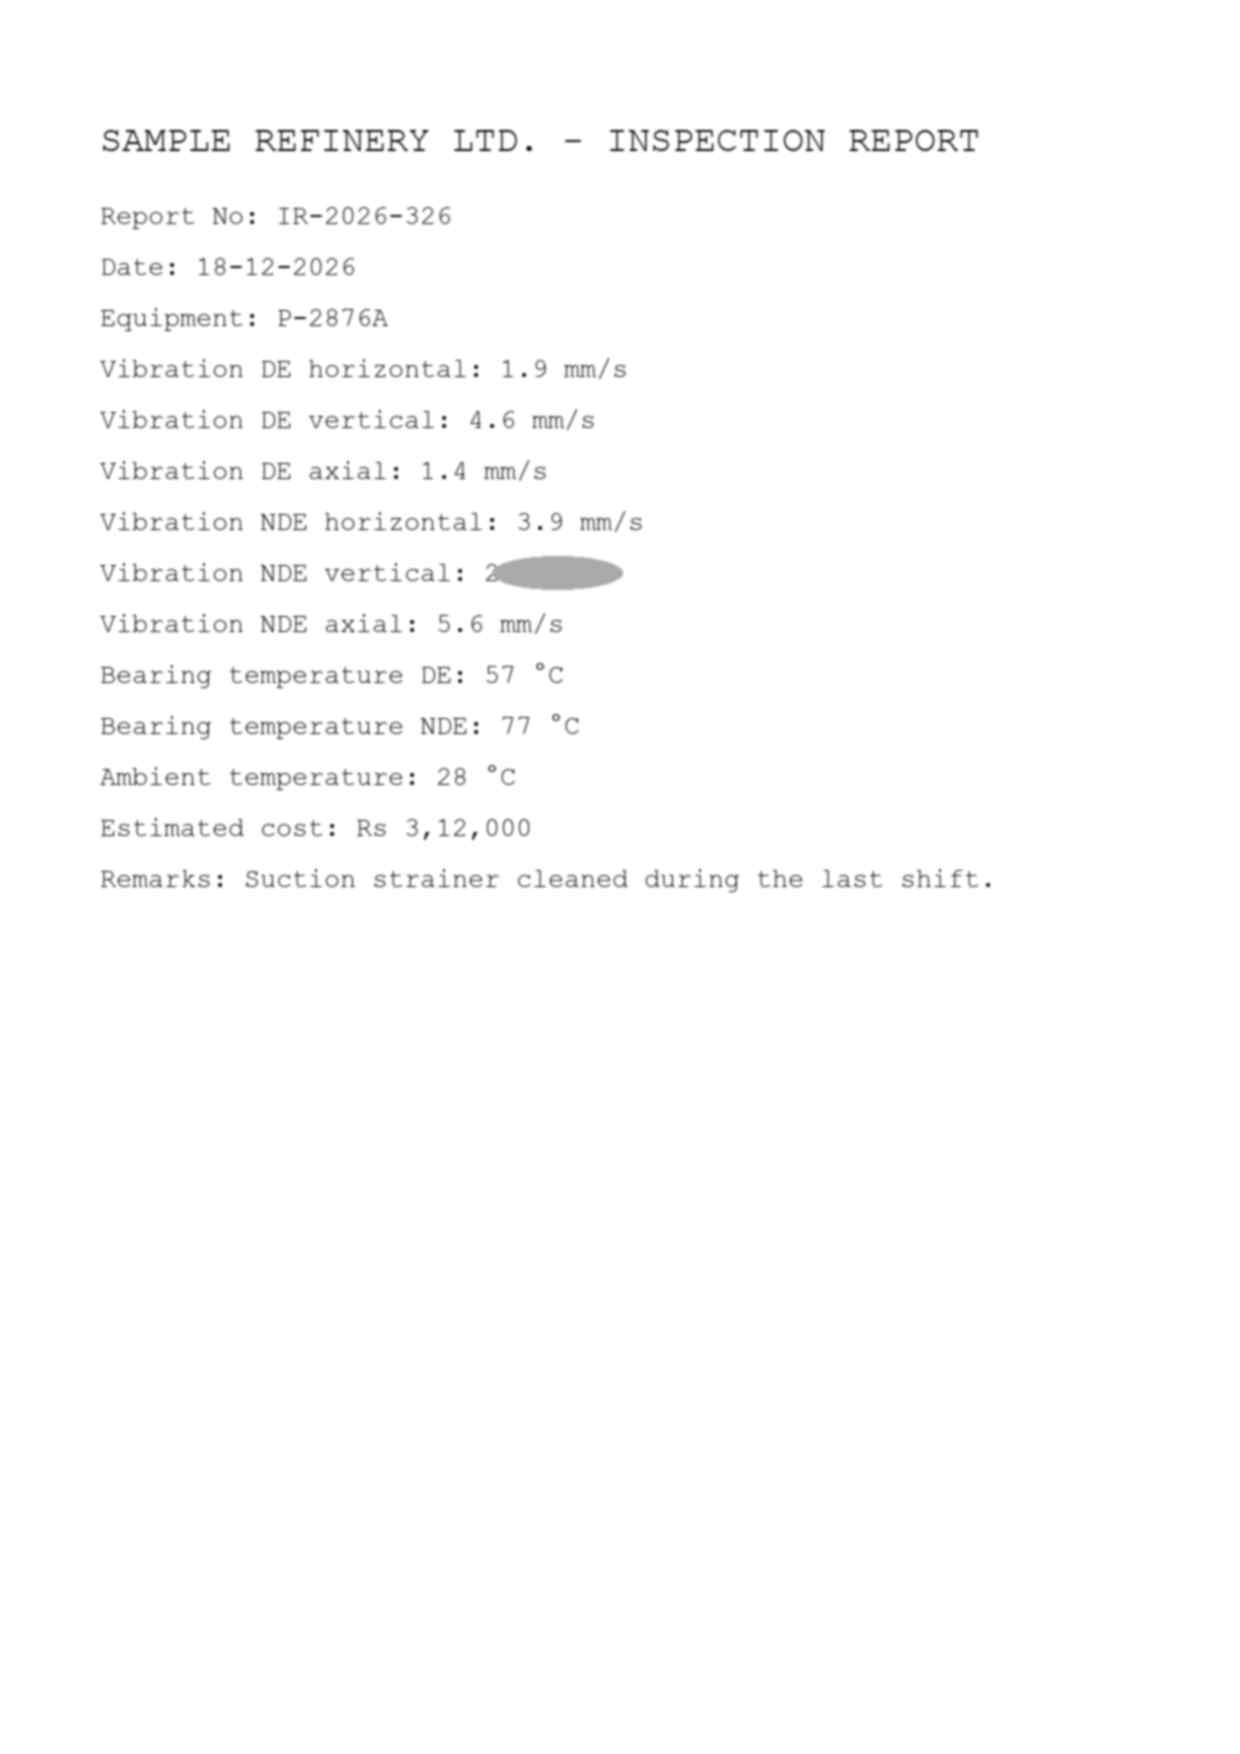 SAMPLE REFINERY LTD. - INSPECTION REPORT
Report No: IR-2026-326
Date: 18-12-2026
Equipment: P-2876A
Vibration DE horizontal: 1.9 mm/s
Vibration DE vertical: 4.6 mm/s
Vibration DE axial: 1.4 mm/s
Vibration NDE horizontal: 3.9 mm/s
Vibration NDE vertical:
Vibration NDE axial: 5.6 mm/s
Bearing temperature DE: 57 °C
Bearing temperature NDE: 77 °C
Ambient temperature: 28 °C
Estimated cost: Rs 3,12,000
Remarks: Suction strainer cleaned during the last shift.